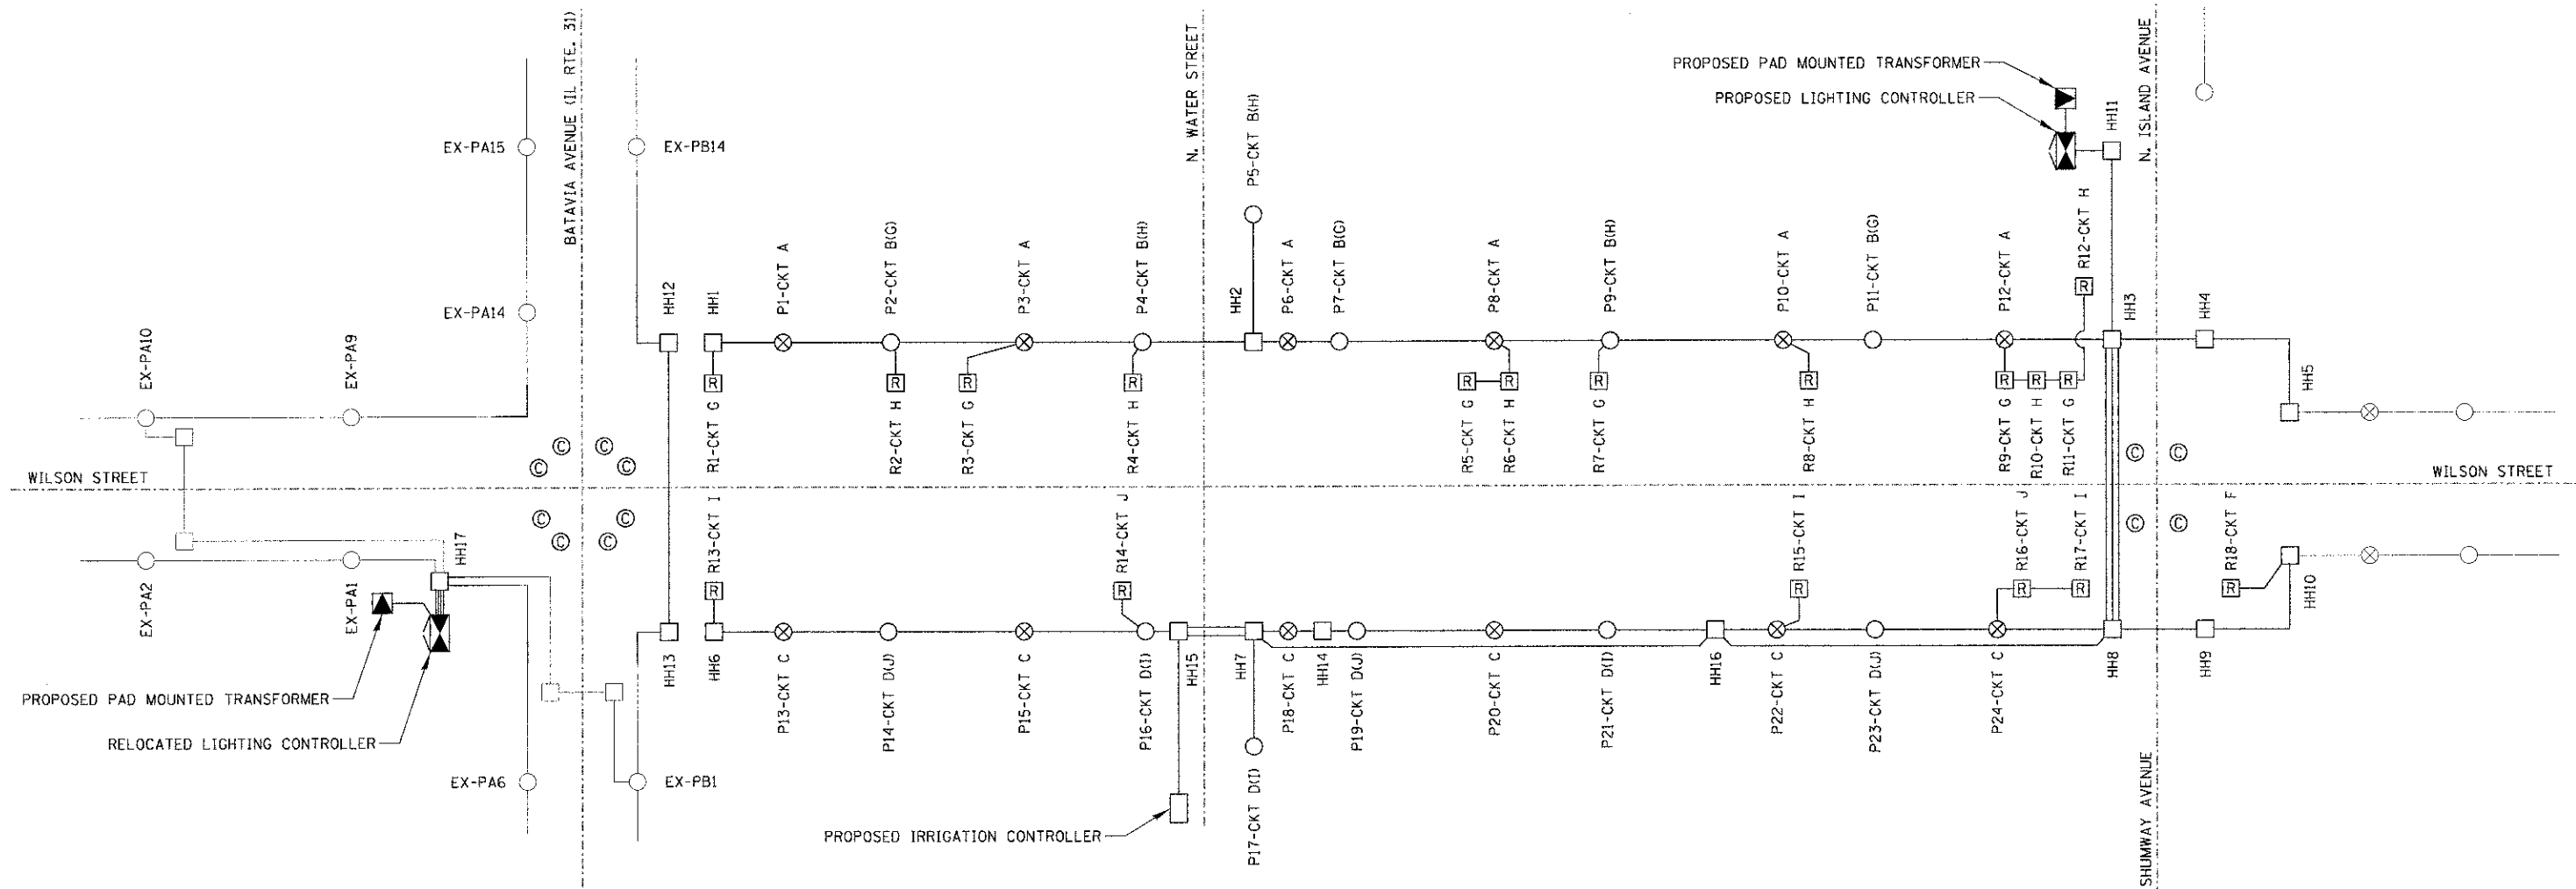 BATAVIA AVENUE (IL RTE. 31)
N. WATER STREET
N. ISLAND AVENUE
PROPOSED PAD MOUNTED TRANSFORMER
PROPOSED LIGHTING CONTROLLER
HH11
EX-PA15
EX-PB14
P5-CKT B(H)
EX-PA14
HH12
HH1
P1-CKT A
P2-CKT B(G)
P3-CKT A
P4-CKT B(H)
HH2
P6-CKT A
P7-CKT B(G)
P8-CKT A
P9-CKT B(H)
P10-CKT A
P11-CKT B(G)
P12-CKT A
R12-CKT H
HH3
HH4
HH5
EX-PA10
EX-PA9
R
R
R
R
R
R
R
R
R
R
R
R
R1-CKT G
R2-CKT H
R3-CKT G
R4-CKT H
R5-CKT G
R6-CKT H
R7-CKT G
R8-CKT H
R9-CKT G
R10-CKT H
R11-CKT G
C
C
C
C
C
C
WILSON STREET
WILSON STREET
C
C
C
C
C
C
HH17
R13-CKT I
R14-CKT J
R15-CKT I
R16-CKT J
R17-CKT I
R18-CKT F
R
R
R
R
R
R
EX-PA2
EX-PA1
HH10
HH13
HH6
P13-CKT C
P14-CKT D(J)
P15-CKT C
P16-CKT D(I)
HH15
HH7
P18-CKT C
HH14
P19-CKT D(J)
P20-CKT C
P21-CKT D(I)
HH16
P22-CKT C
P23-CKT D(J)
P24-CKT C
HH8
HH9
PROPOSED PAD MOUNTED TRANSFORMER
RELOCATED LIGHTING CONTROLLER
EX-PA6
EX-PB1
P17-CKT D(I)
PROPOSED IRRIGATION CONTROLLER
SHUMWAY AVENUE